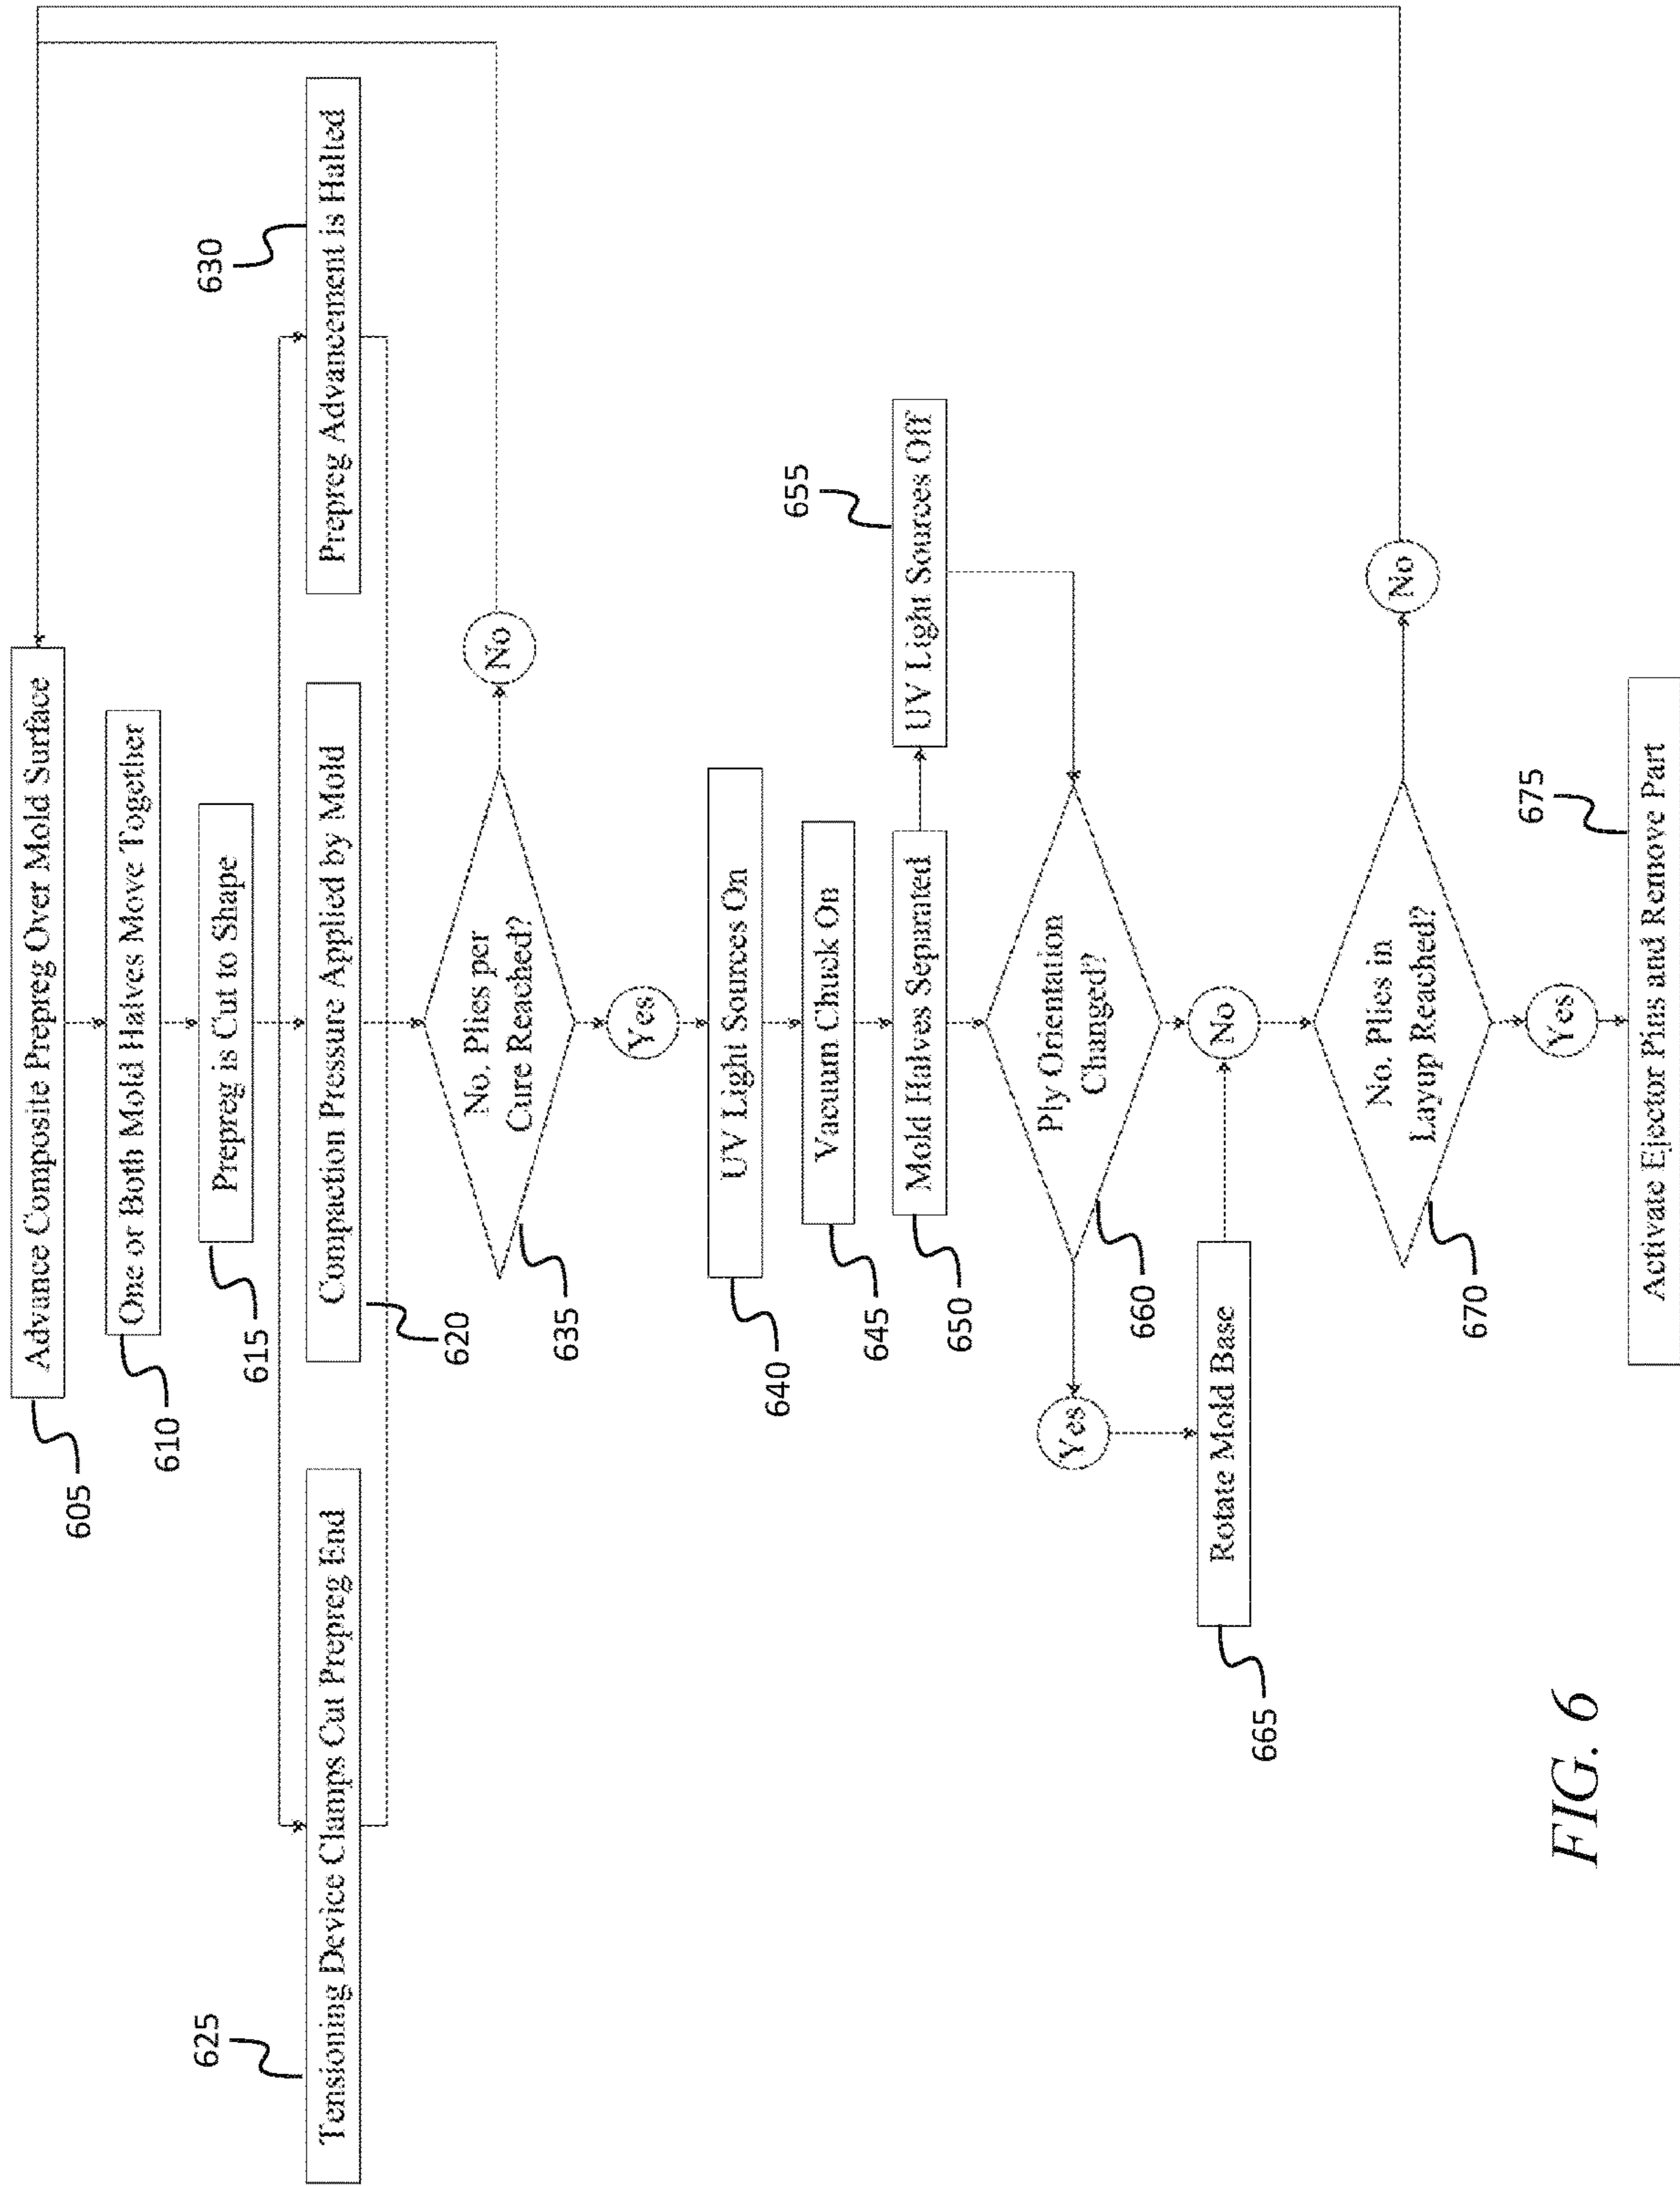 Advance Composite Prepreg Over Mold Surface
605
One or Both Mold Halves Move Together
610
Prepreg is Cut to Shape
615
625
Tensioning Device Clamps Cut Prepreg End
Compaction Pressure Applied by Mold
620
630
Prepreg Advancement is Halted
No. Plies per
Cure Reached?
635
No
Yes
UV Light Sources On
640
Vacuum Chuck On
645
Mold Halves Separated
650
655
UV Light Sources Off
Ply Orientation
Changed?
660
Yes
No
Rotate Mold Base
665
No. Plies in
Layup Reached?
670
No
Yes
675
Activate Ejector Pins and Remove Part
FIG. 6